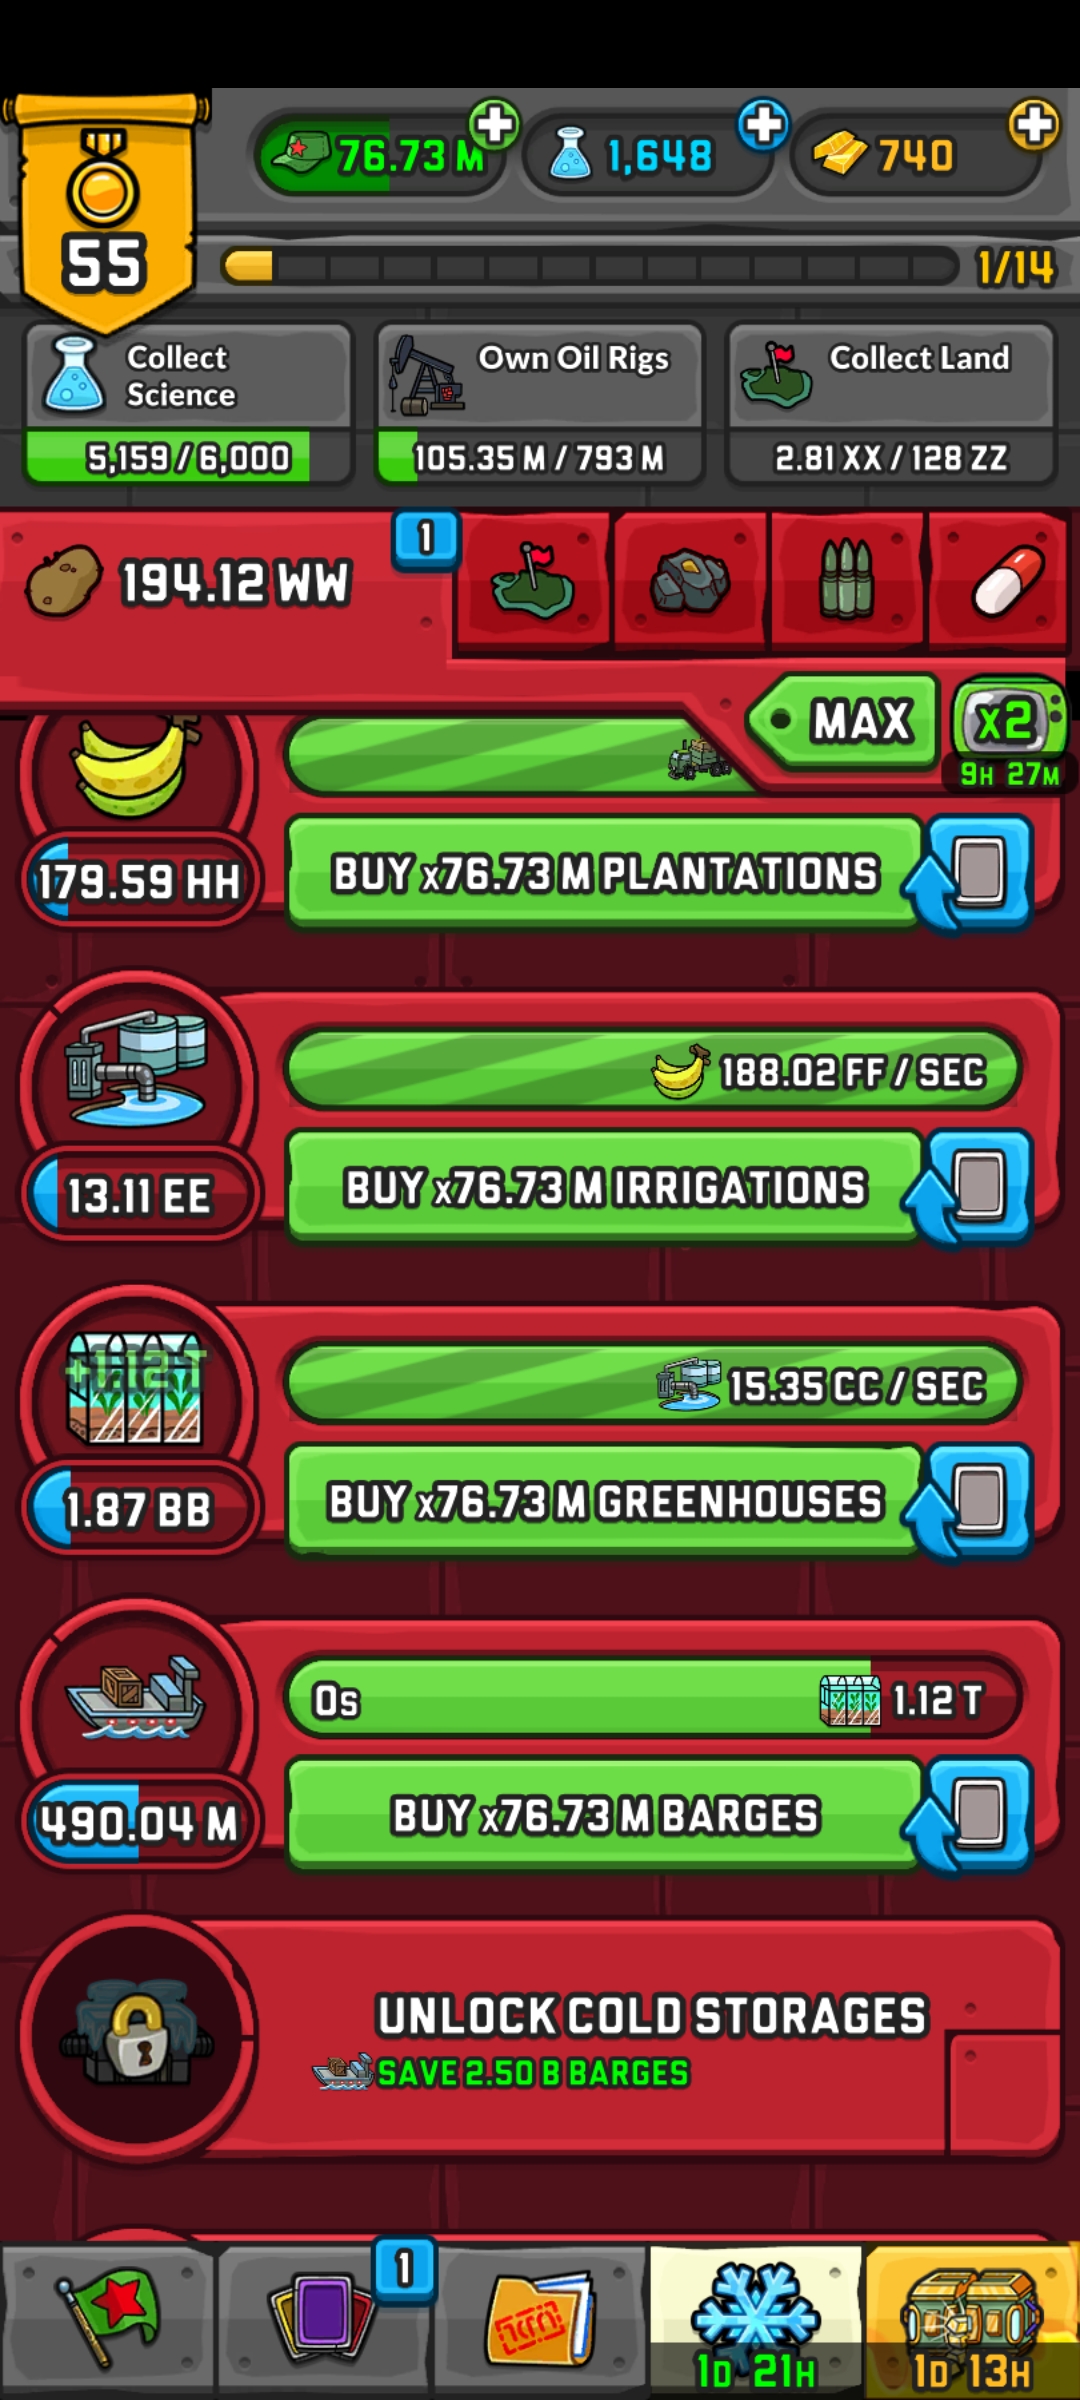 76.73 M
1,648
740
55
1/14
Collect
Science
5,159 / 6,000
Own Oil Rigs
105.35 M / 793 M
Collect Land
2.81 XX / 128 ZZ
194.12 WW
1
MAX
x2
9H 27M
179.59 HH
BUY x76.73 M PLANTATIONS
188.02 FF / SEC
13.11 EE
BUY x76.73 M IRRIGATIONS
+1.12 T
15.35 CC / SEC
1.87 BB
BUY x76.73 M GREENHOUSES
0s
1.12 T
490.04 M
BUY x76.73 M BARGES
UNLOCK COLD STORAGES
SAVE 2.50 B BARGES
1
1D 21H
1D 13H